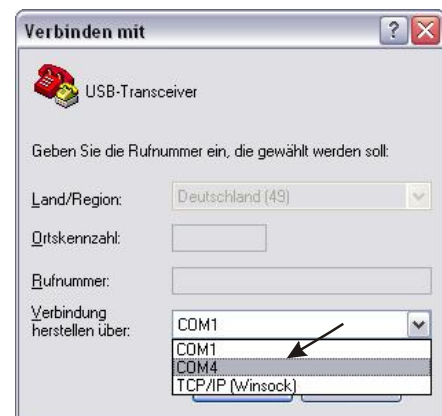 Verbinden mit
USB-Transceiver
Geben Sie die Rufnummer ein, die gewählt werden soll:
Land/Region: Deutschland (49)
Ortskennzahl:
Rufnummer:
Verbindung
herstellen über: COM1
COM1
COM4
TCP/IP (Winsock)